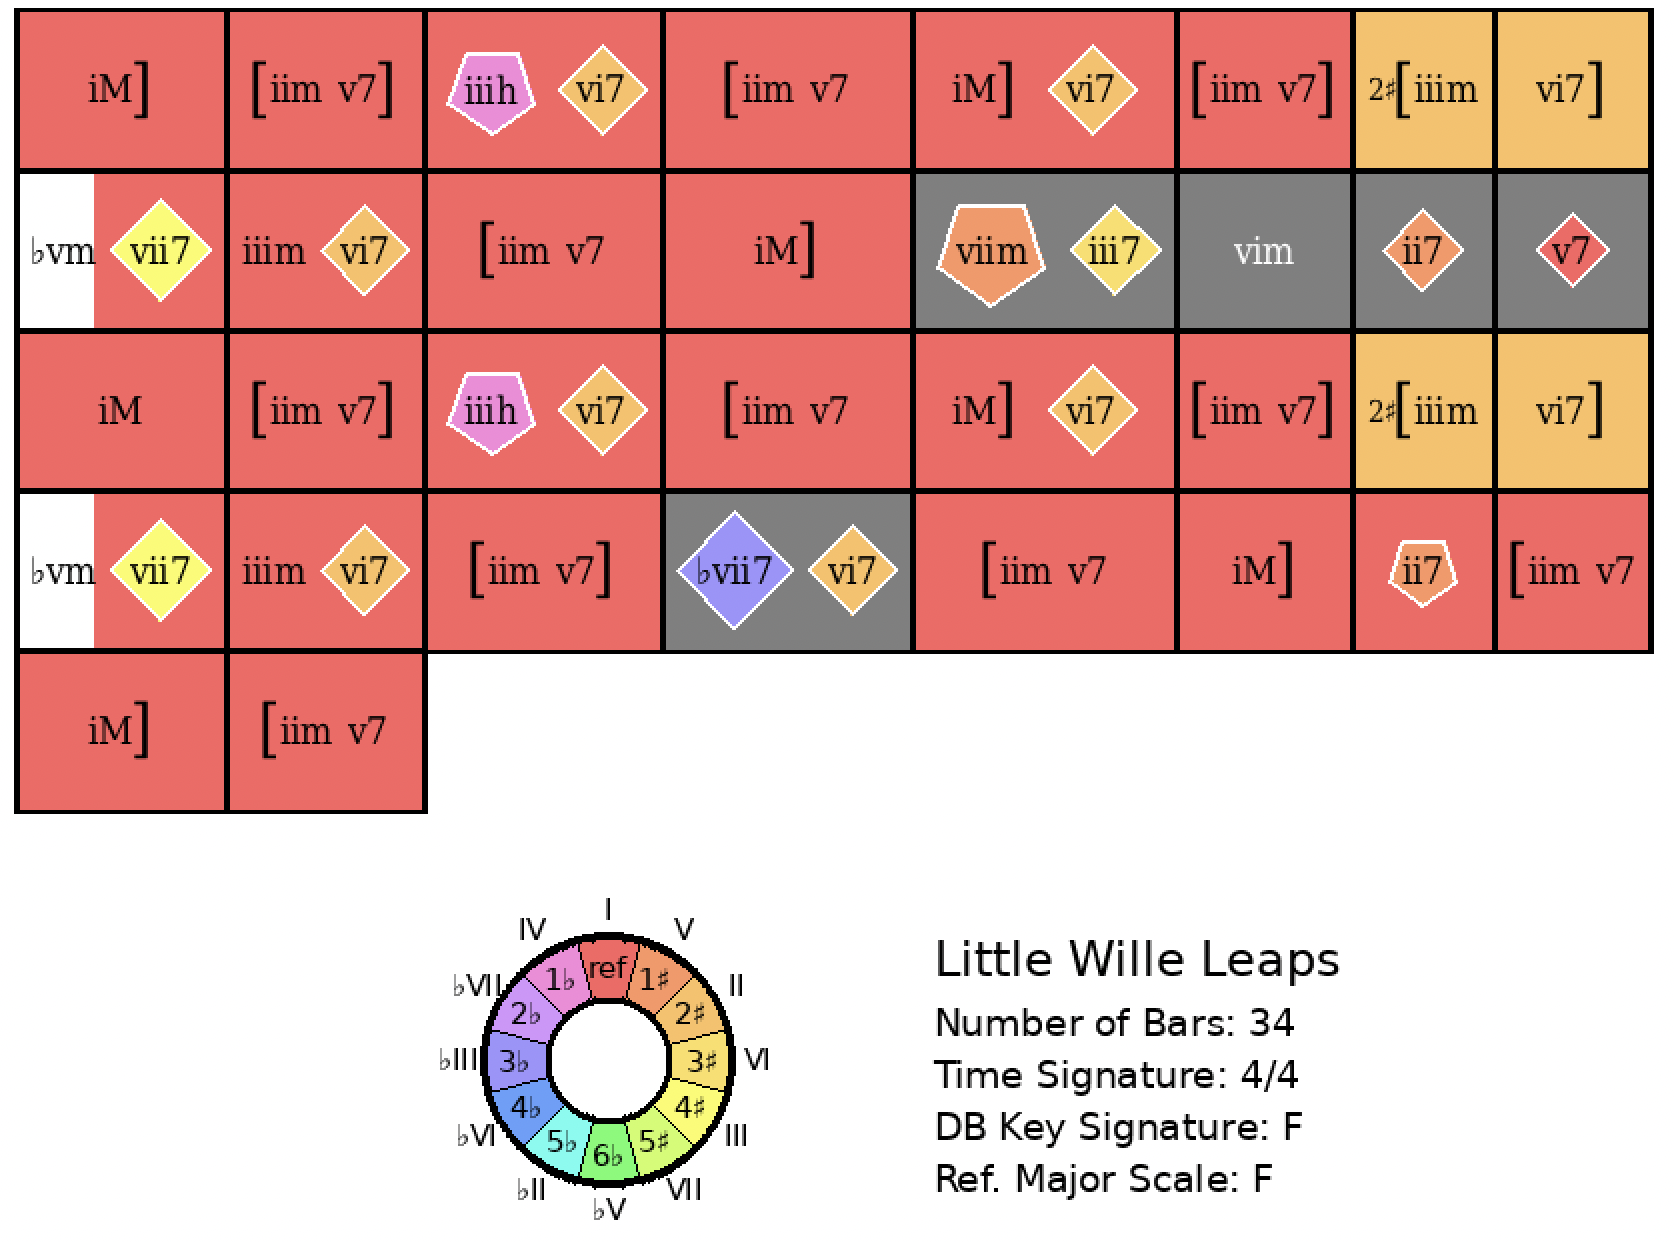 iM] [iim v7] iiih vi7 [iim v7 iM] vi7 [iim v7] 2♯[iiim vi7]
♭vm vii7 iiim vi7 [iim v7 iM] viim iii7 vim ii7 v7
iM [iim v7] iiih vi7 [iim v7 iM] vi7 [iim v7] 2♯[iiim vi7]
♭vm vii7 iiim vi7 [iim v7] ♭vii7 vi7 [iim v7 iM] ii7 [iim v7
iM] [iim v7
I
IV V
1♭ ref 1♯
♭VII II
2♭ 2♯
♭III 3♭ 3♯ VI
4♭ 4♯
♭VI III
5♭ 6♭ 5♯
♭II VII
♭V
Little Wille Leaps
Number of Bars: 34
Time Signature: 4/4
DB Key Signature: F
Ref. Major Scale: F